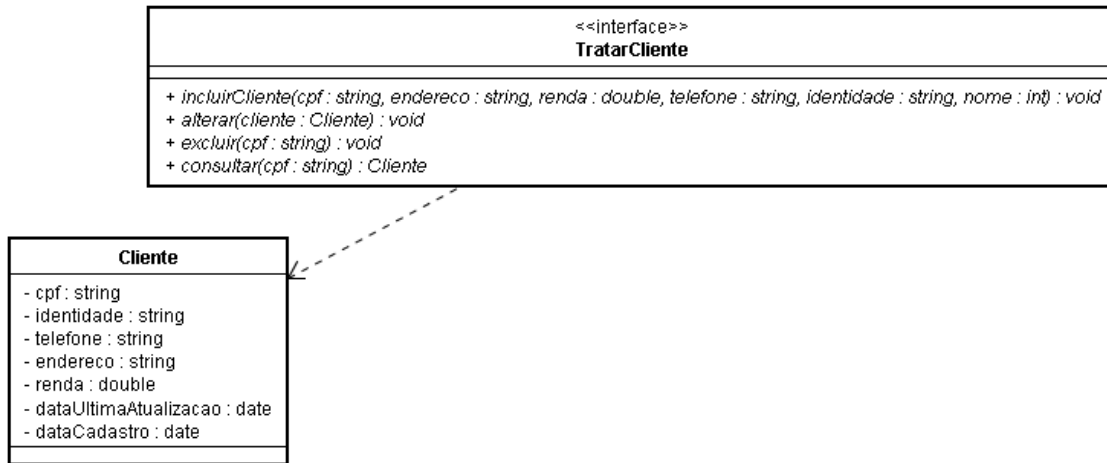 <<interface>>
TratarCliente
+ incluirCliente(cpf : string, endereco : string, renda : double, telefone : string, identidade : string, nome : int) : void
+ alterar(cliente : Cliente) : void
+ excluir(cpf : string) : void
+ consultar(cpf : string) : Cliente
Cliente
- cpf : string
- identidade : string
- telefone : string
- endereco : string
- renda : double
- dataUltimaAtualizacao : date
- dataCadastro : date